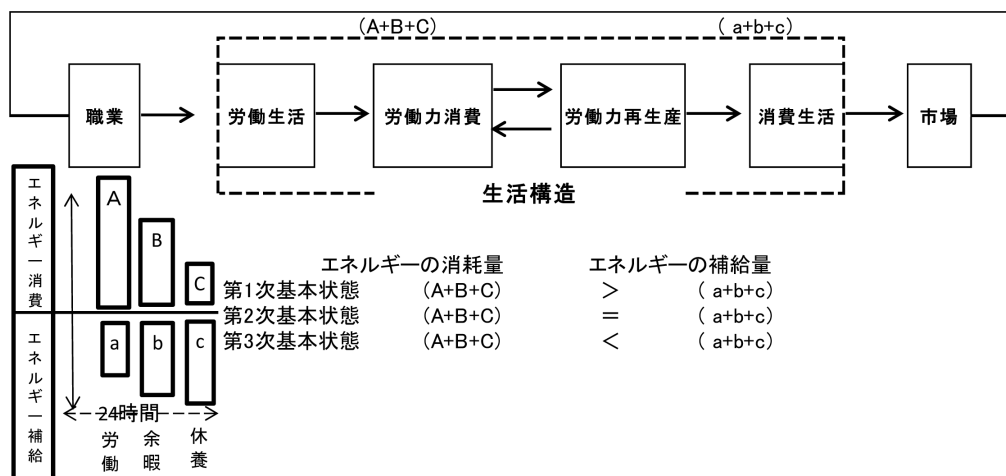 (A+B+C) ( a+b+c)
職業 労働生活 労働力消費 労働力再生産 消費生活 市場
生活構造
エネルギー消費
エネルギー補給
A
B
C
a
b
c
24時間
労働
余暇
休養
エネルギーの消耗量 エネルギーの補給量
第1次基本状態 (A+B+C) > ( a+b+c)
第2次基本状態 (A+B+C) = ( a+b+c)
第3次基本状態 (A+B+C) < ( a+b+c)